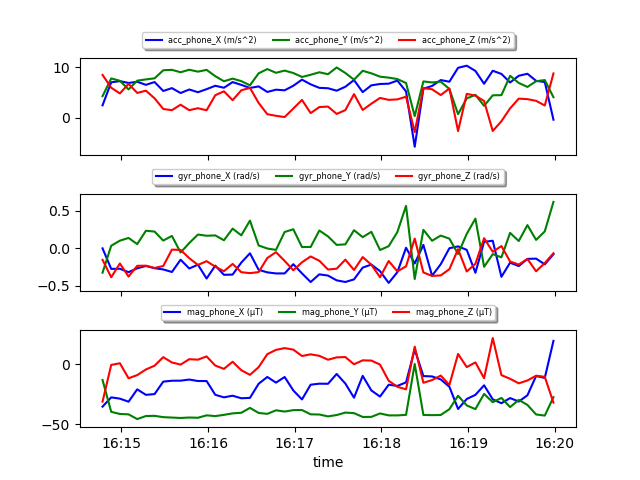 acc_phone_X (m/s^2) acc_phone_Y (m/s^2) acc_phone_Z (m/s^2)
10
0
gyr_phone_X (rad/s) gyr_phone_Y (rad/s) gyr_phone_Z (rad/s)
0.5
0.0
−0.5
mag_phone_X (μT) mag_phone_Y (μT) mag_phone_Z (μT)
0
−50
16:15 16:16 16:17 16:18 16:19 16:20
time